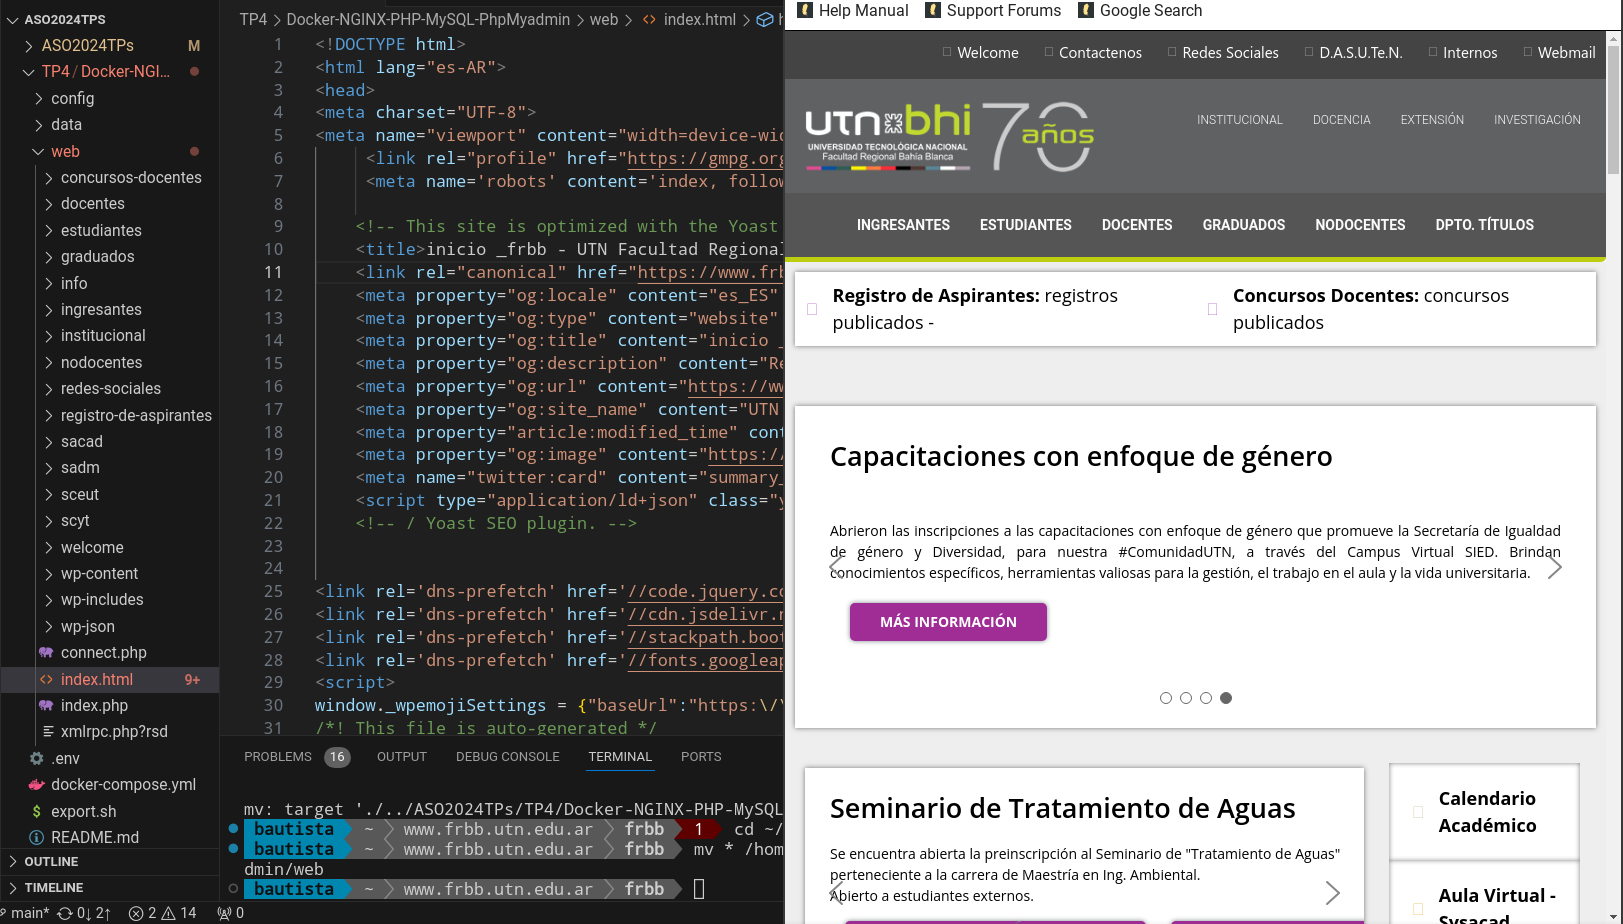 ASO2024TPS
ASO2024TPs M
TP4 / Docker-NGI...
config
data
web
concursos-docentes
docentes
estudiantes
graduados
info
ingresantes
institucional
nodocentes
redes-sociales
registro-de-aspirantes
sacad
sadm
sceut
scyt
welcome
wp-content
wp-includes
wp-json
connect.php
index.html 9+
index.php
xmlrpc.php?rsd
.env
docker-compose.yml
export.sh
README.md
OUTLINE
TIMELINE
TP4 > Docker-NGINX-PHP-MySQL-PhpMyadmin > web > <> index.html > h
1 <!DOCTYPE html>
2 <html lang="es-AR">
3 <head>
4 <meta charset="UTF-8">
5 <meta name="viewport" content="width=device-wid
6 <link rel="profile" href="https://gmpg.org
7 <meta name='robots' content='index, follow
8
9 <!-- This site is optimized with the Yoast
10 <title>inicio _frbb - UTN Facultad Regional
11 <link rel="canonical" href="https://www.frb
12 <meta property="og:locale" content="es_ES"
13 <meta property="og:type" content="website"
14 <meta property="og:title" content="inicio _
15 <meta property="og:description" content="Re
16 <meta property="og:url" content="https://ww
17 <meta property="og:site_name" content="UTN
18 <meta property="article:modified_time" cont
19 <meta property="og:image" content="https:/
20 <meta name="twitter:card" content="summary_
21 <script type="application/ld+json" class="y
22 <!-- / Yoast SEO plugin. -->
23
24
25 <link rel='dns-prefetch' href='//code.jquery.co
26 <link rel='dns-prefetch' href='//cdn.jsdelivr.n
27 <link rel='dns-prefetch' href='//stackpath.boot
28 <link rel='dns-prefetch' href='//fonts.googleap
29 <script>
30 window._wpemojiSettings = {"baseUrl":"https:\/\
31 /*! This file is auto-generated */
PROBLEMS 16 OUTPUT DEBUG CONSOLE TERMINAL PORTS
mv: target './../ASO2024TPs/TP4/Docker-NGINX-PHP-MySQL
bautista ~ www.frbb.utn.edu.ar frbb 1 cd ~/
bautista ~ www.frbb.utn.edu.ar frbb mv * /hom
dmin/web
bautista ~ www.frbb.utn.edu.ar frbb
main* 0↓ 2↑ 2 14 0
Help Manual Support Forums Google Search
Welcome Contactenos Redes Sociales D.A.S.U.Te.N. Internos Webmail
utn bhi 70 años
UNIVERSIDAD TECNOLÓGICA NACIONAL
Facultad Regional Bahía Blanca
INSTITUCIONAL DOCENCIA EXTENSIÓN INVESTIGACIÓN
INGRESANTES ESTUDIANTES DOCENTES GRADUADOS NODOCENTES DPTO. TÍTULOS
Registro de Aspirantes: registros
publicados -
Concursos Docentes: concursos
publicados
Capacitaciones con enfoque de género
Abrieron las inscripciones a las capacitaciones con enfoque de género que promueve la Secretaría de Igualdad
de género y Diversidad, para nuestra #ComunidadUTN, a través del Campus Virtual SIED. Brindan
conocimientos específicos, herramientas valiosas para la gestión, el trabajo en el aula y la vida universitaria.
MÁS INFORMACIÓN
Seminario de Tratamiento de Aguas
Se encuentra abierta la preinscripción al Seminario de "Tratamiento de Aguas"
perteneciente a la carrera de Maestría en Ing. Ambiental.
Abierto a estudiantes externos.
Calendario
Académico
Aula Virtual -
Sysacad